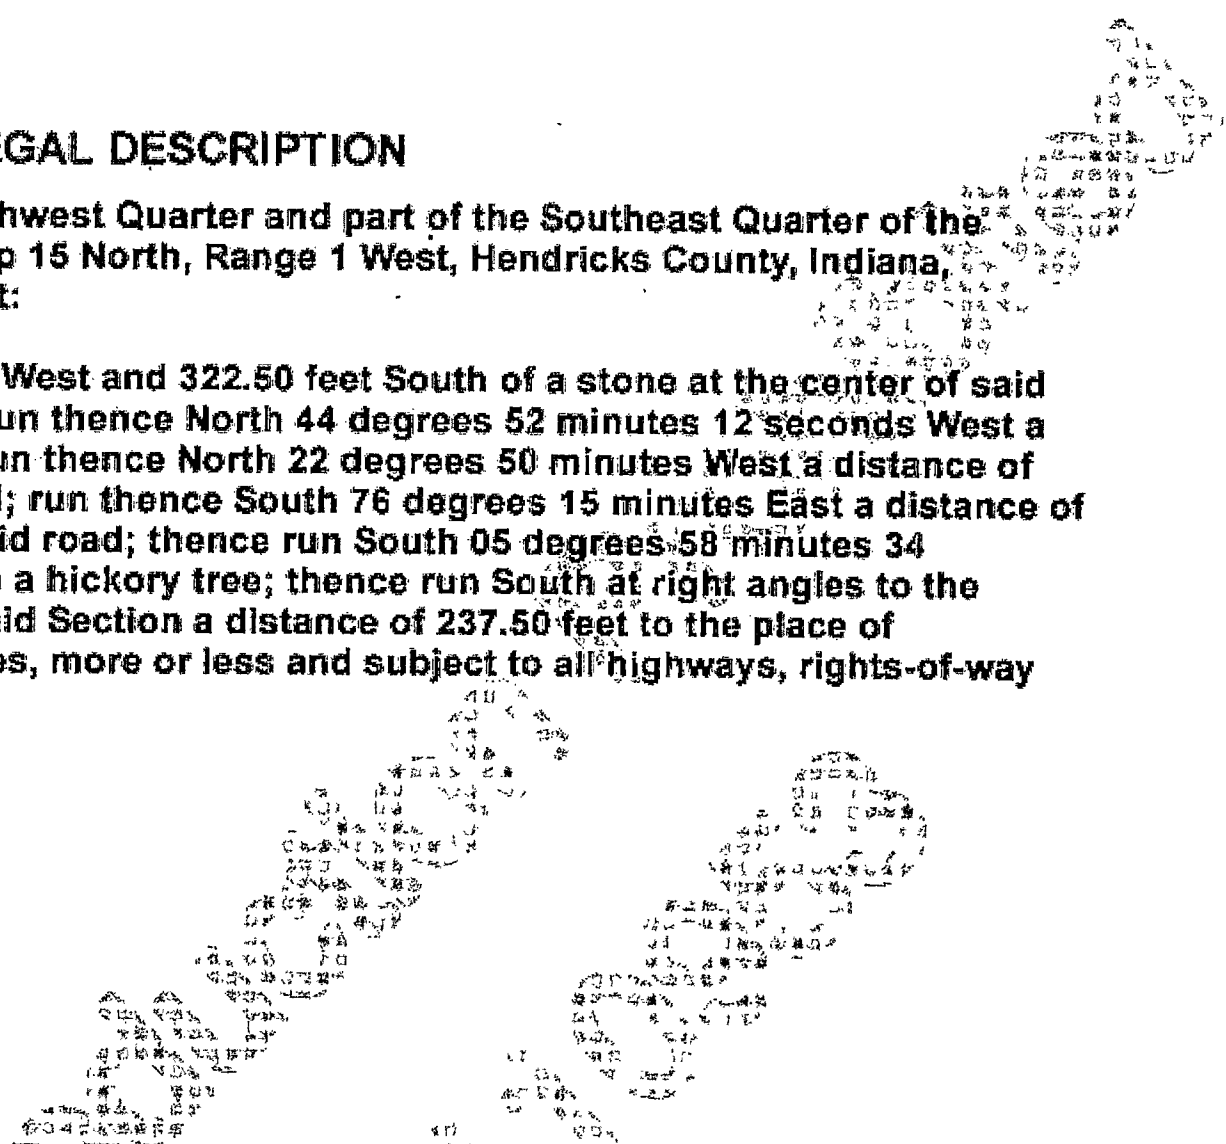 EGAL DESCRIPTION
hwest Quarter and part of the Southeast Quarter of the
p 15 North, Range 1 West, Hendricks County, Indiana,
t:
West and 322.50 feet South of a stone at the center of said
un thence North 44 degrees 52 minutes 12 seconds West a
un thence North 22 degrees 50 minutes West a distance of
; run thence South 76 degrees 15 minutes East a distance of
id road; thence run South 05 degrees 58 minutes 34
a hickory tree; thence run South at right angles to the
id Section a distance of 237.50 feet to the place of
es, more or less and subject to all highways, rights-of-way